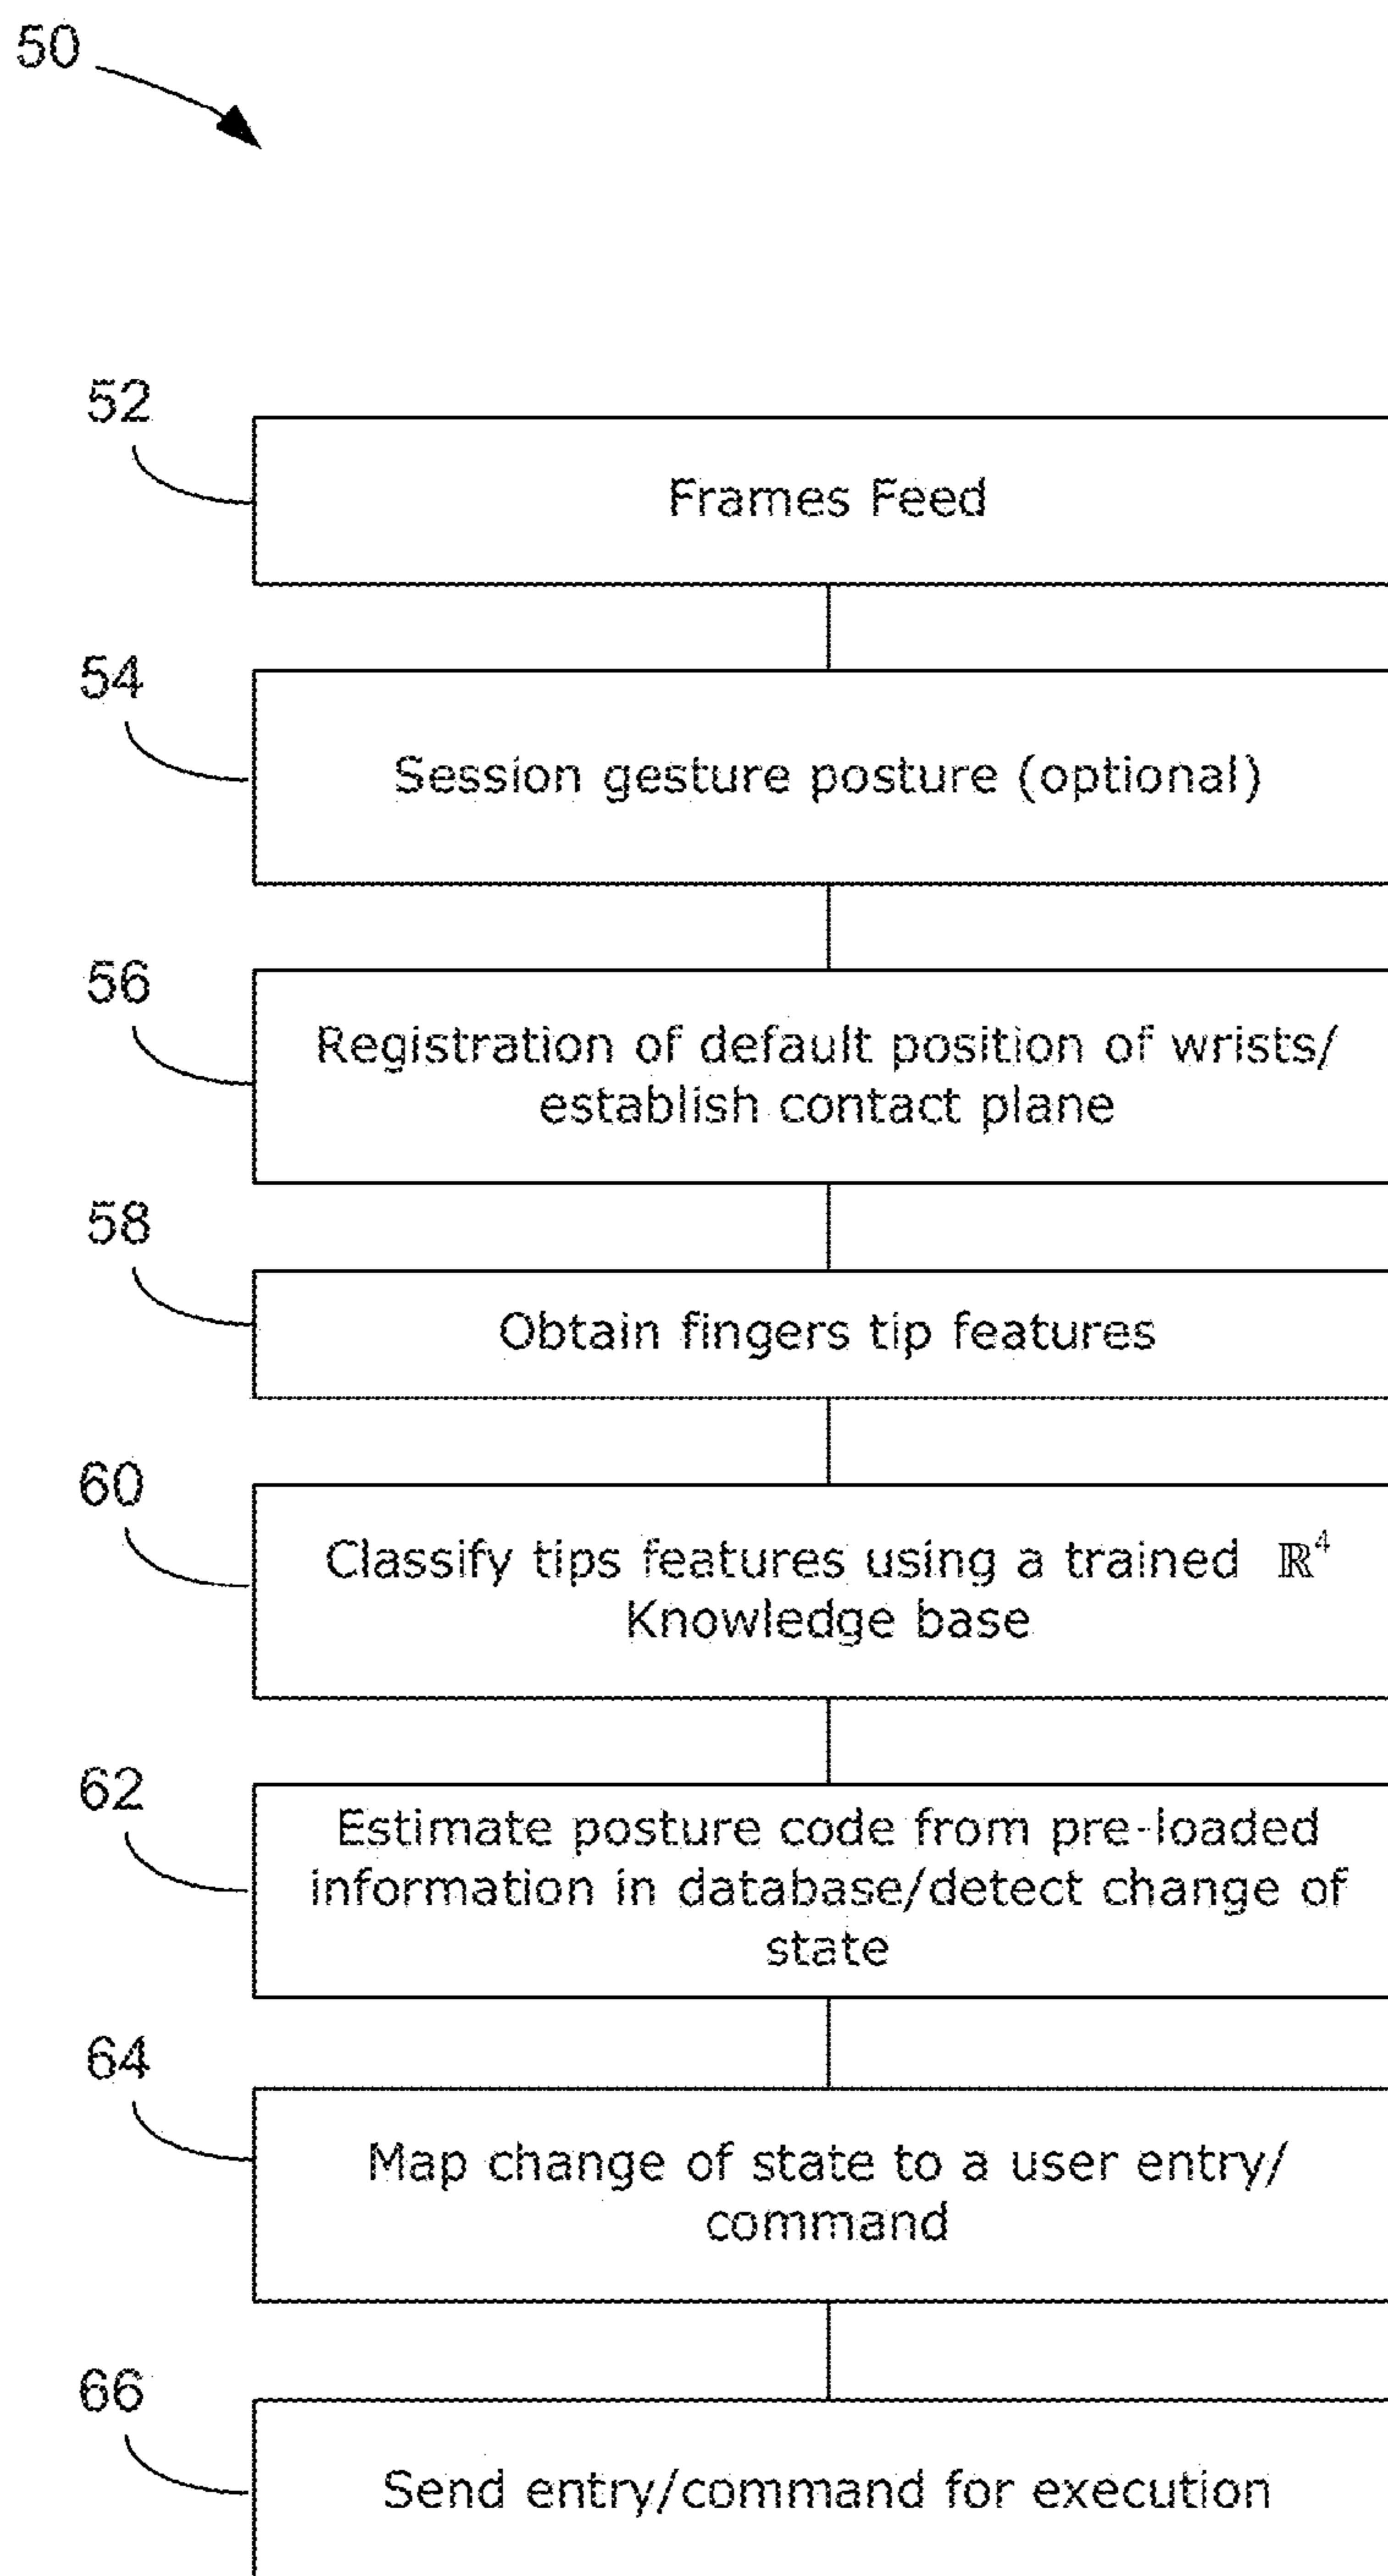 50
52
Frames Feed
54
Session gesture posture (optional)
56
Registration of default position of wrists/
establish contact plane
58
Obtain fingers tip features
60
Classify tips features using a trained ℝ⁴
Knowledge base
62
Estimate posture code from pre-loaded
information in database/detect change of
state
64
Map change of state to a user entry/
command
66
Send entry/command for execution